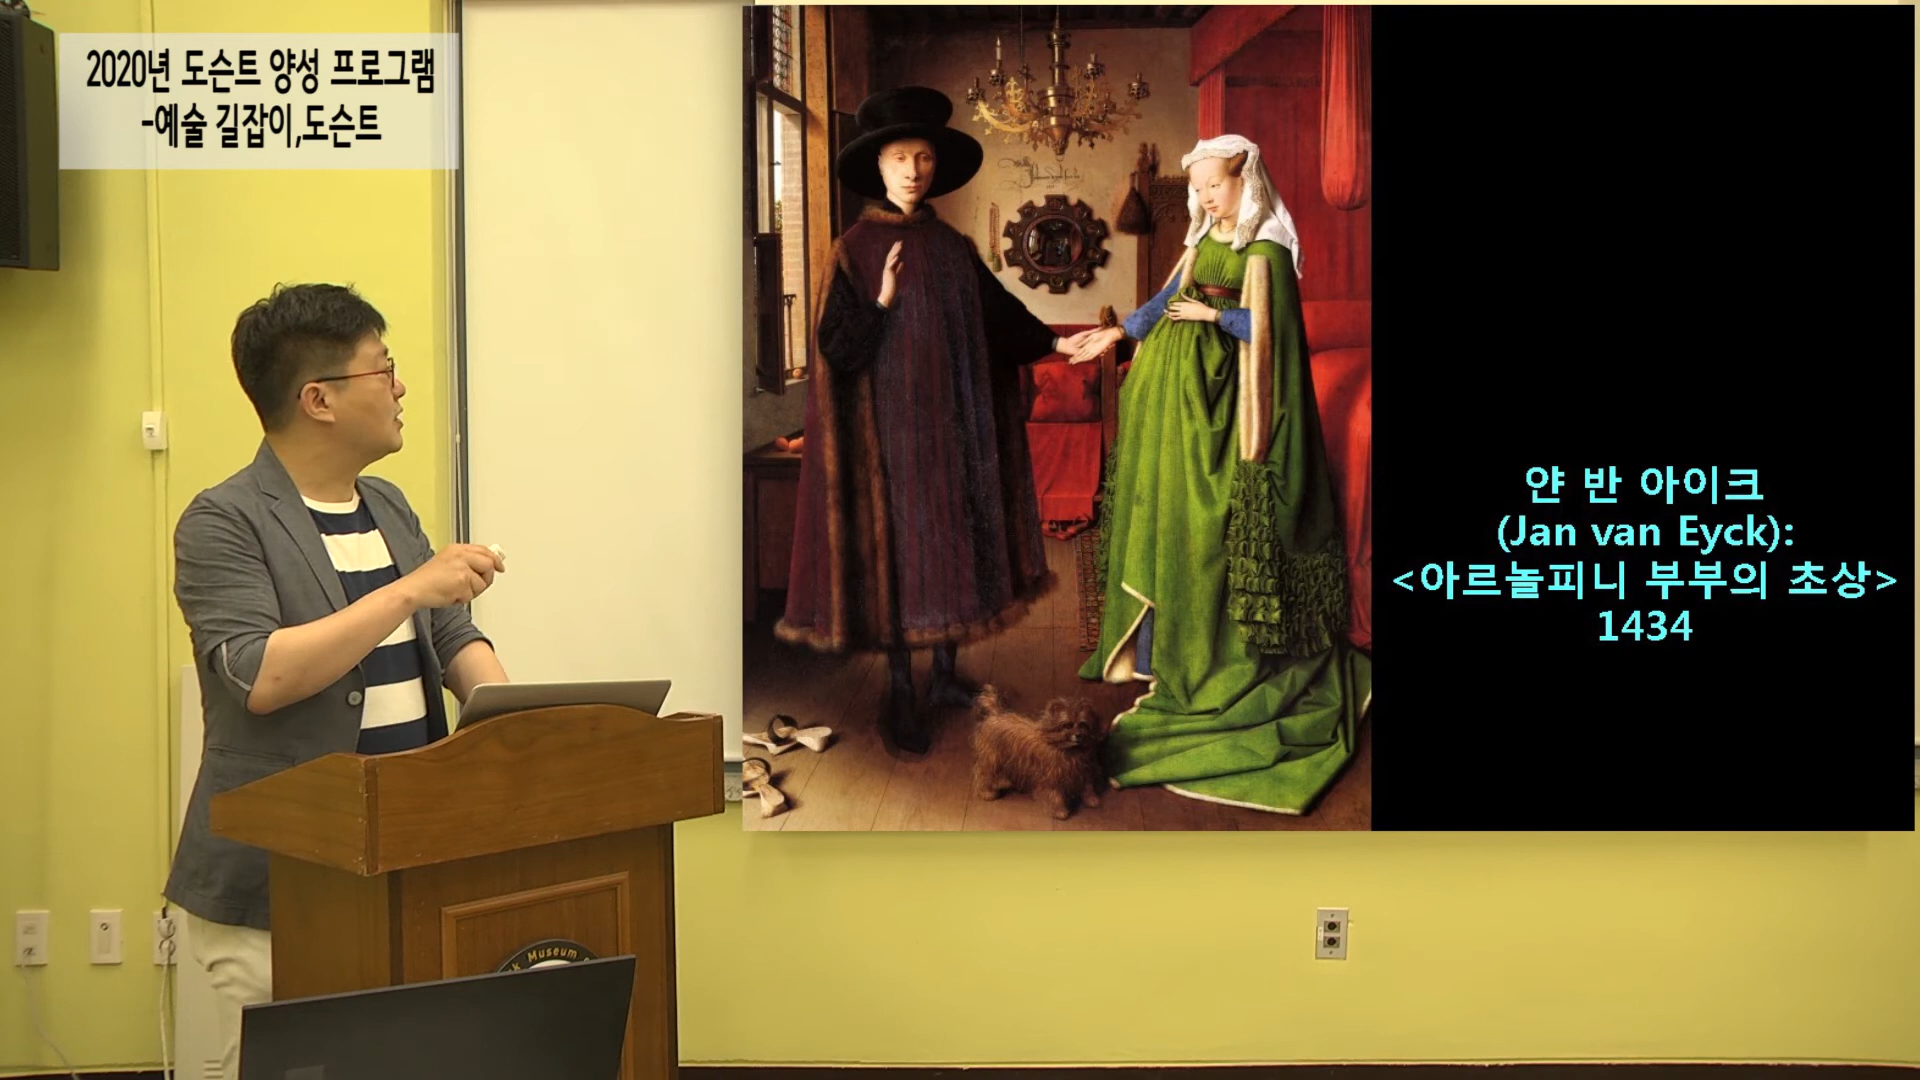 2020년 도슨트 양성 프로그램
-예술 길잡이,도슨트
얀 반 아이크
(Jan van Eyck):
<아르놀피니 부부의 초상>
1434
Museum